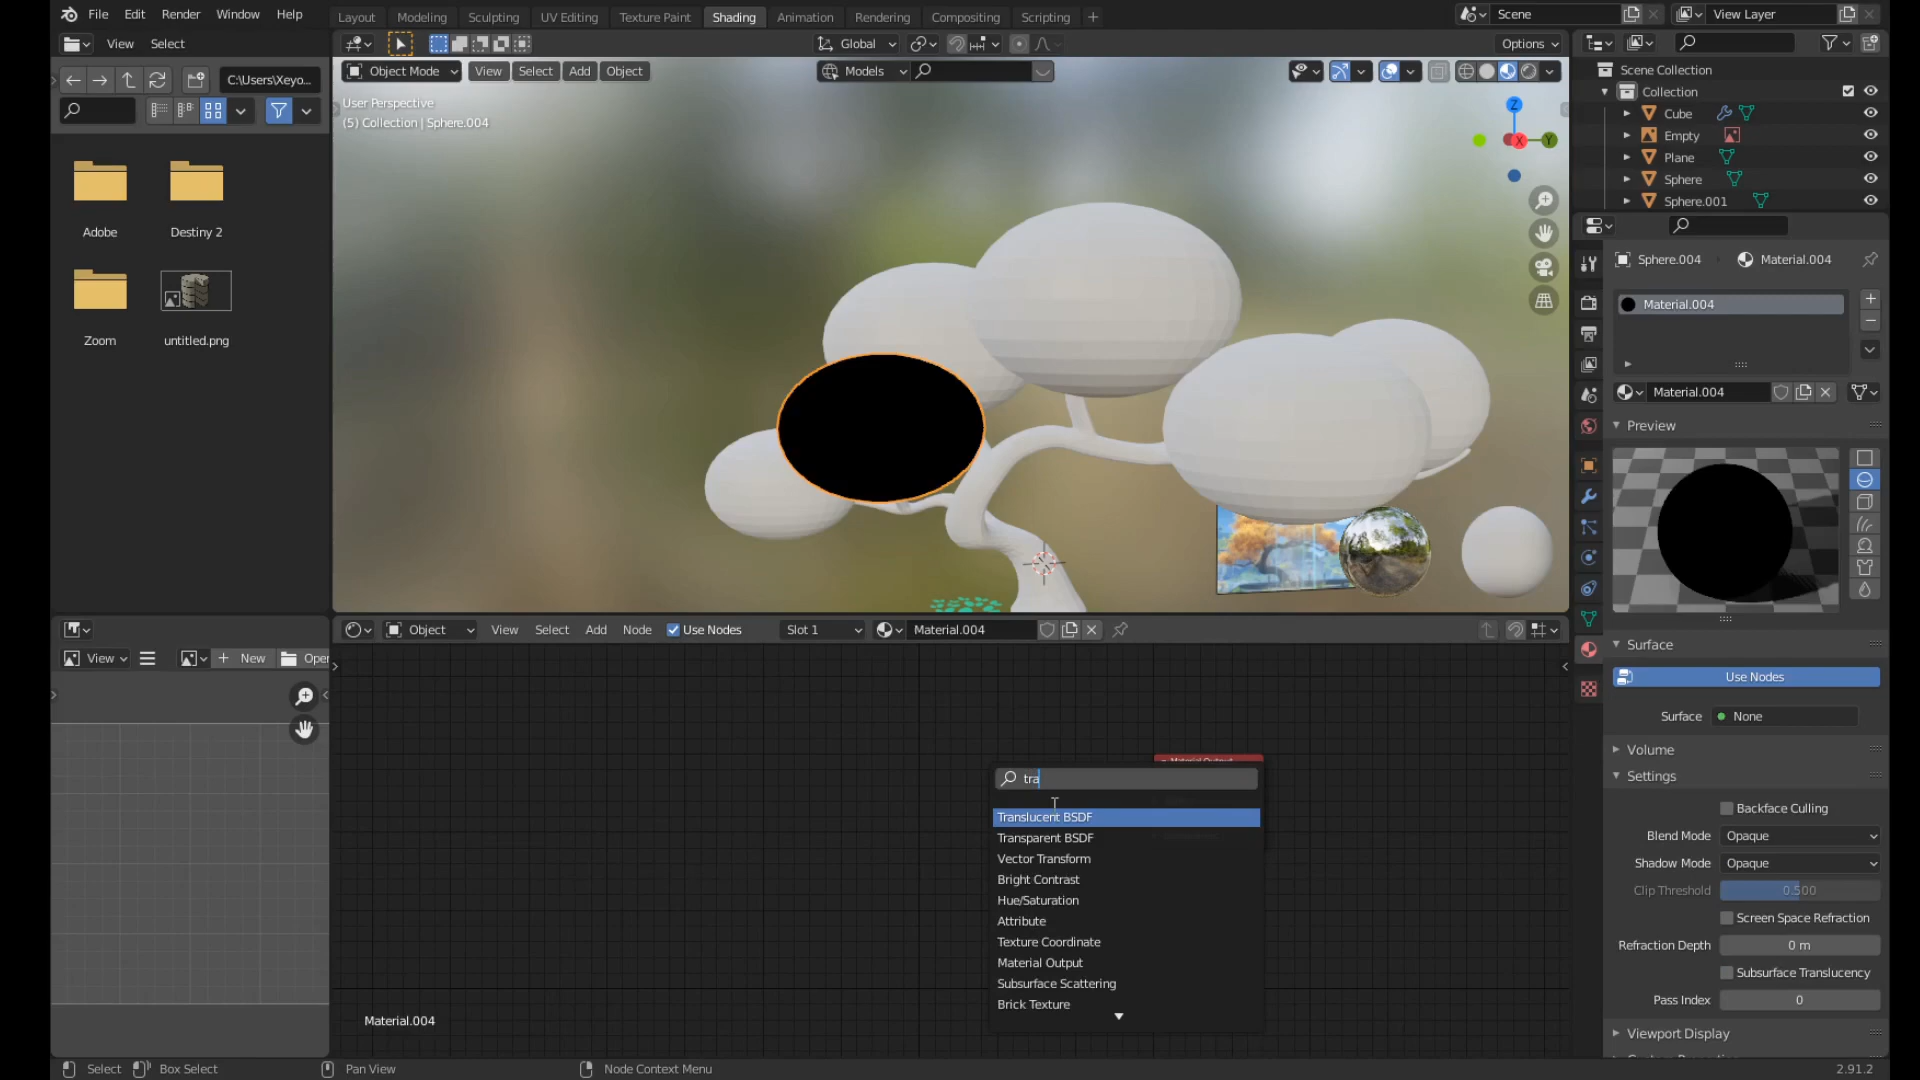 File Edit Render Window Help
Layout Modeling Sculpting UV Editing Texture Paint Shading Animation Rendering Compositing Scripting +
Scene
View Layer
View Select
Global
Options
C:\Users\Xeyo...
Object Mode View Select Add Object
Models
User Perspective
(5) Collection | Sphere.004
Z
X
Y
Adobe
Destiny 2
Zoom
untitled.png
Scene Collection
Collection
Cube
Empty
Plane
Sphere
Sphere.001
Sphere.004
Material.004
Material.004
Material.004
Preview
Surface
Use Nodes
Surface
None
Volume
Settings
Backface Culling
Blend Mode
Opaque
Shadow Mode
Opaque
Clip Threshold
0.500
Screen Space Refraction
Refraction Depth
0 m
Subsurface Translucency
Pass Index
0
Viewport Display
Object View Select Add Node Use Nodes Slot 1 Material.004
View
New
Open
tra
Translucent BSDF
Transparent BSDF
Vector Transform
Bright Contrast
Hue/Saturation
Attribute
Texture Coordinate
Material Output
Subsurface Scattering
Brick Texture
Material.004
Select
Box Select
Pan View
Node Context Menu
2.91.2